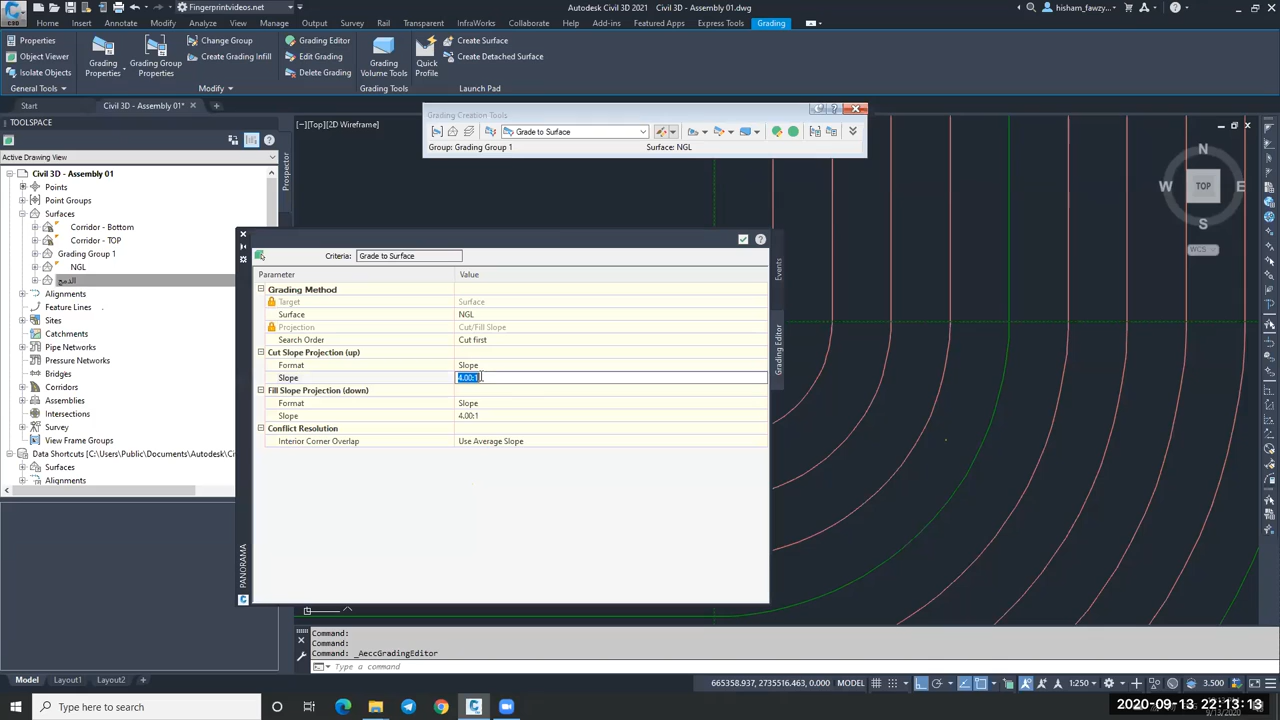 Fingerprintvideos.net
Autodesk Civil 3D 2021 Civil 3D - Assembly 01.dwg
hisham_fawzy...
C3D
Home Insert Annotate Modify Analyze View Manage Output Survey Rail Transparent InfraWorks Collaborate Help Add-ins Featured Apps Express Tools Grading
Properties
Object Viewer
Isolate Objects
General Tools
Grading Properties
Grading Group Properties
Change Group
Create Grading Infill
Modify
Grading Editor
Edit Grading
Delete Grading
Grading Volume Tools
Grading Tools
Quick Profile
Create Surface
Create Detached Surface
Launch Pad
Start
Civil 3D - Assembly 01*
TOOLSPACE
Active Drawing View
Prospector
Civil 3D - Assembly 01
Points
Point Groups
Surfaces
Corridor - Bottom
Corridor - TOP
Grading Group 1
NGL
الدمج
Alignments
Feature Lines
Sites
Catchments
Pipe Networks
Pressure Networks
Bridges
Corridors
Assemblies
Intersections
Survey
View Frame Groups
Data Shortcuts [C:\Users\Public\Documents\Autodesk\Ci
Surfaces
Alignments
[−][Top][2D Wireframe]
Grading Creation Tools
Grade to Surface
Group: Grading Group 1
Surface: NGL
N
W TOP E
S
WCS
Criteria: Grade to Surface
Parameter Value
Grading Method
Target Surface
Surface NGL
Projection Cut/Fill Slope
Search Order Cut first
Cut Slope Projection (up)
Format Slope
Slope 4.00:1
Fill Slope Projection (down)
Format Slope
Slope 4.00:1
Conflict Resolution
Interior Corner Overlap Use Average Slope
Events
Grading Editor
PANORAMA
Command:
Command:
Command: _AeccGradingEditor
Type a command
Model Layout1 Layout2
665358.937, 2735516.463, 0.000 MODEL
1:250
3.500
Type here to search
2020-09-13 22:13:13